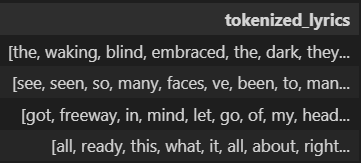 tokenized_lyrics
[the, waking, blind, embraced, the, dark, they...
[see, seen, so, many, faces, ve, been, to, man...
[got, freeway, in, mind, let, go, of, my, head...
[all, ready, this, what, it, all, about, right...